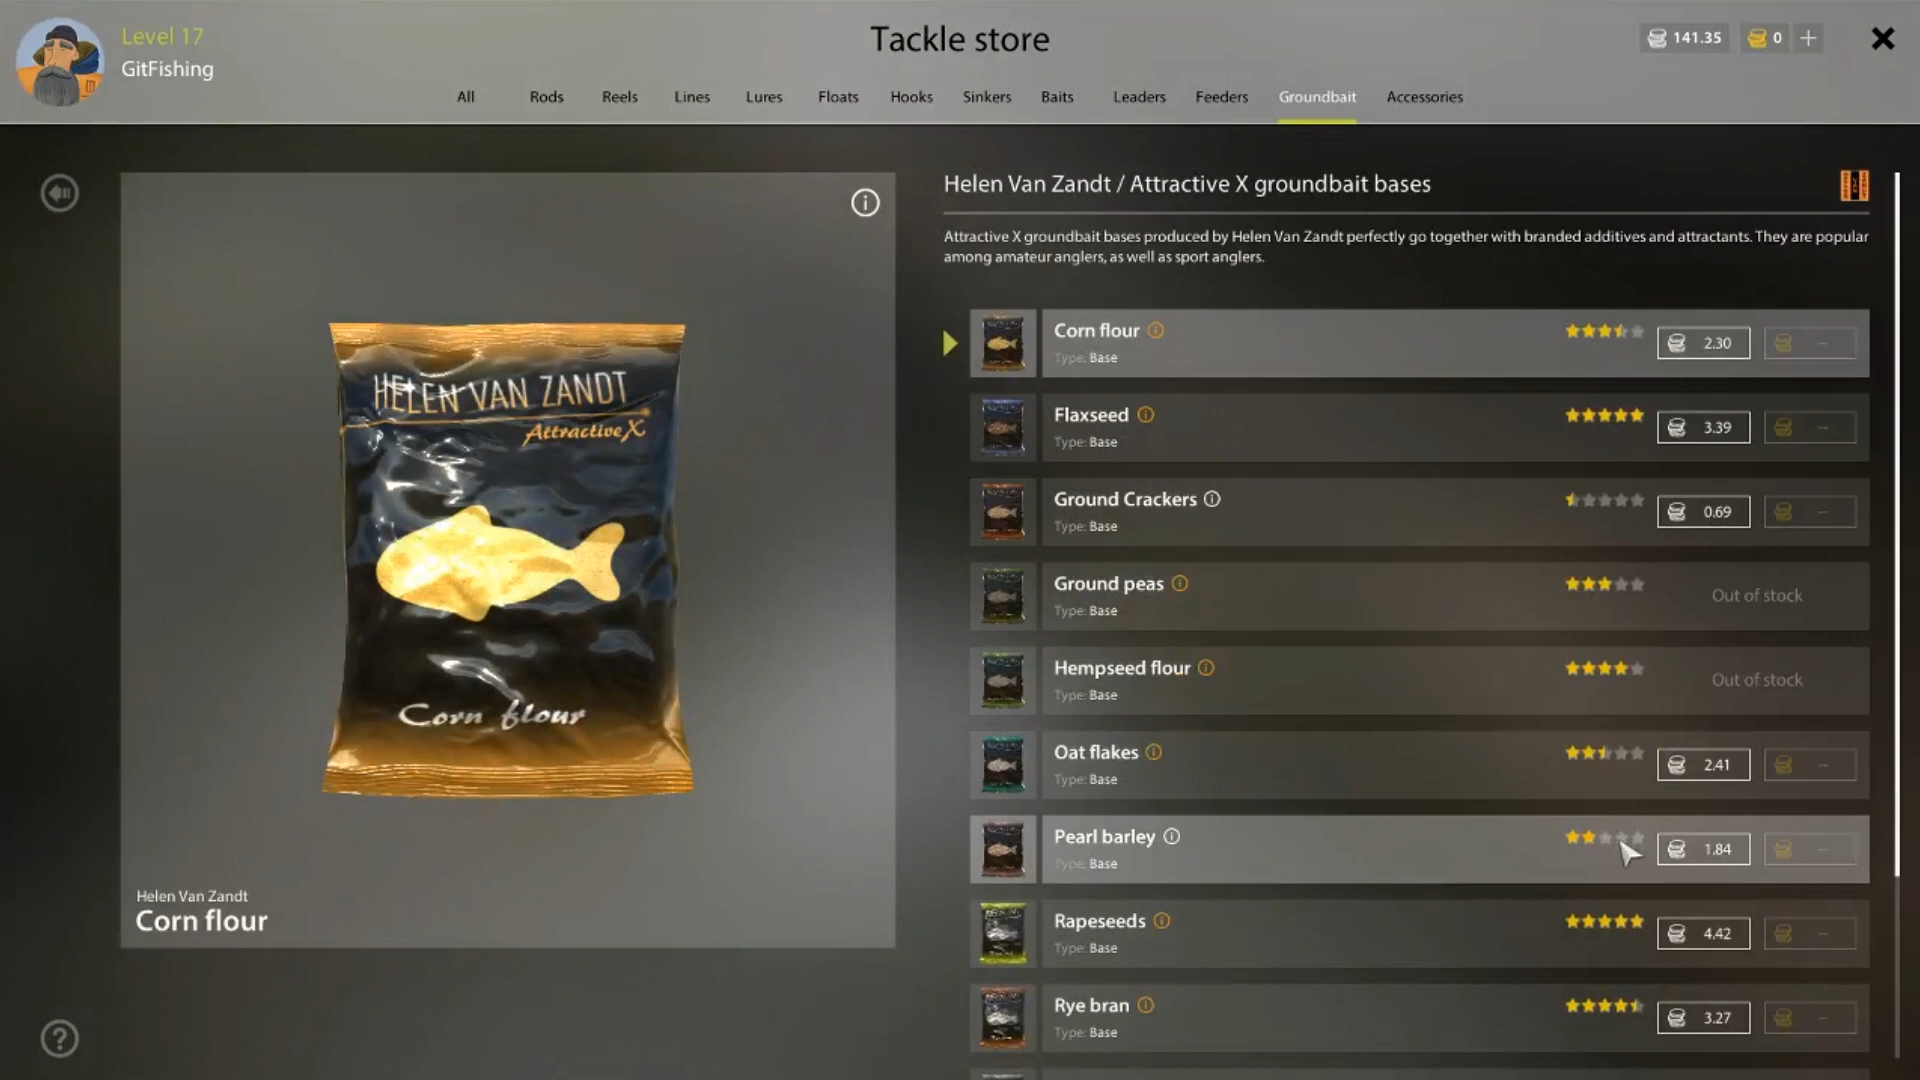 Level 17
GitFishing
Tackle store
141.35
0
All
Rods
Reels
Lines
Lures
Floats
Hooks
Sinkers
Baits
Leaders
Feeders
Groundbait
Accessories
HELEN VAN ZANDT
Attractive X
Corn flour
Helen Van Zandt
Corn flour
Helen Van Zandt / Attractive X groundbait bases
Attractive X groundbait bases produced by Helen Van Zandt perfectly go together with branded additives and attractants. They are popular
among amateur anglers, as well as sport anglers.
Corn flour
Type: Base
2.30
–
Flaxseed
Type: Base
3.39
–
Ground Crackers
Type: Base
0.69
–
Ground peas
Type: Base
Out of stock
Hempseed flour
Type: Base
Out of stock
Oat flakes
Type: Base
2.41
–
Pearl barley
Type: Base
1.84
–
Rapeseeds
Type: Base
4.42
–
Rye bran
Type: Base
3.27
–